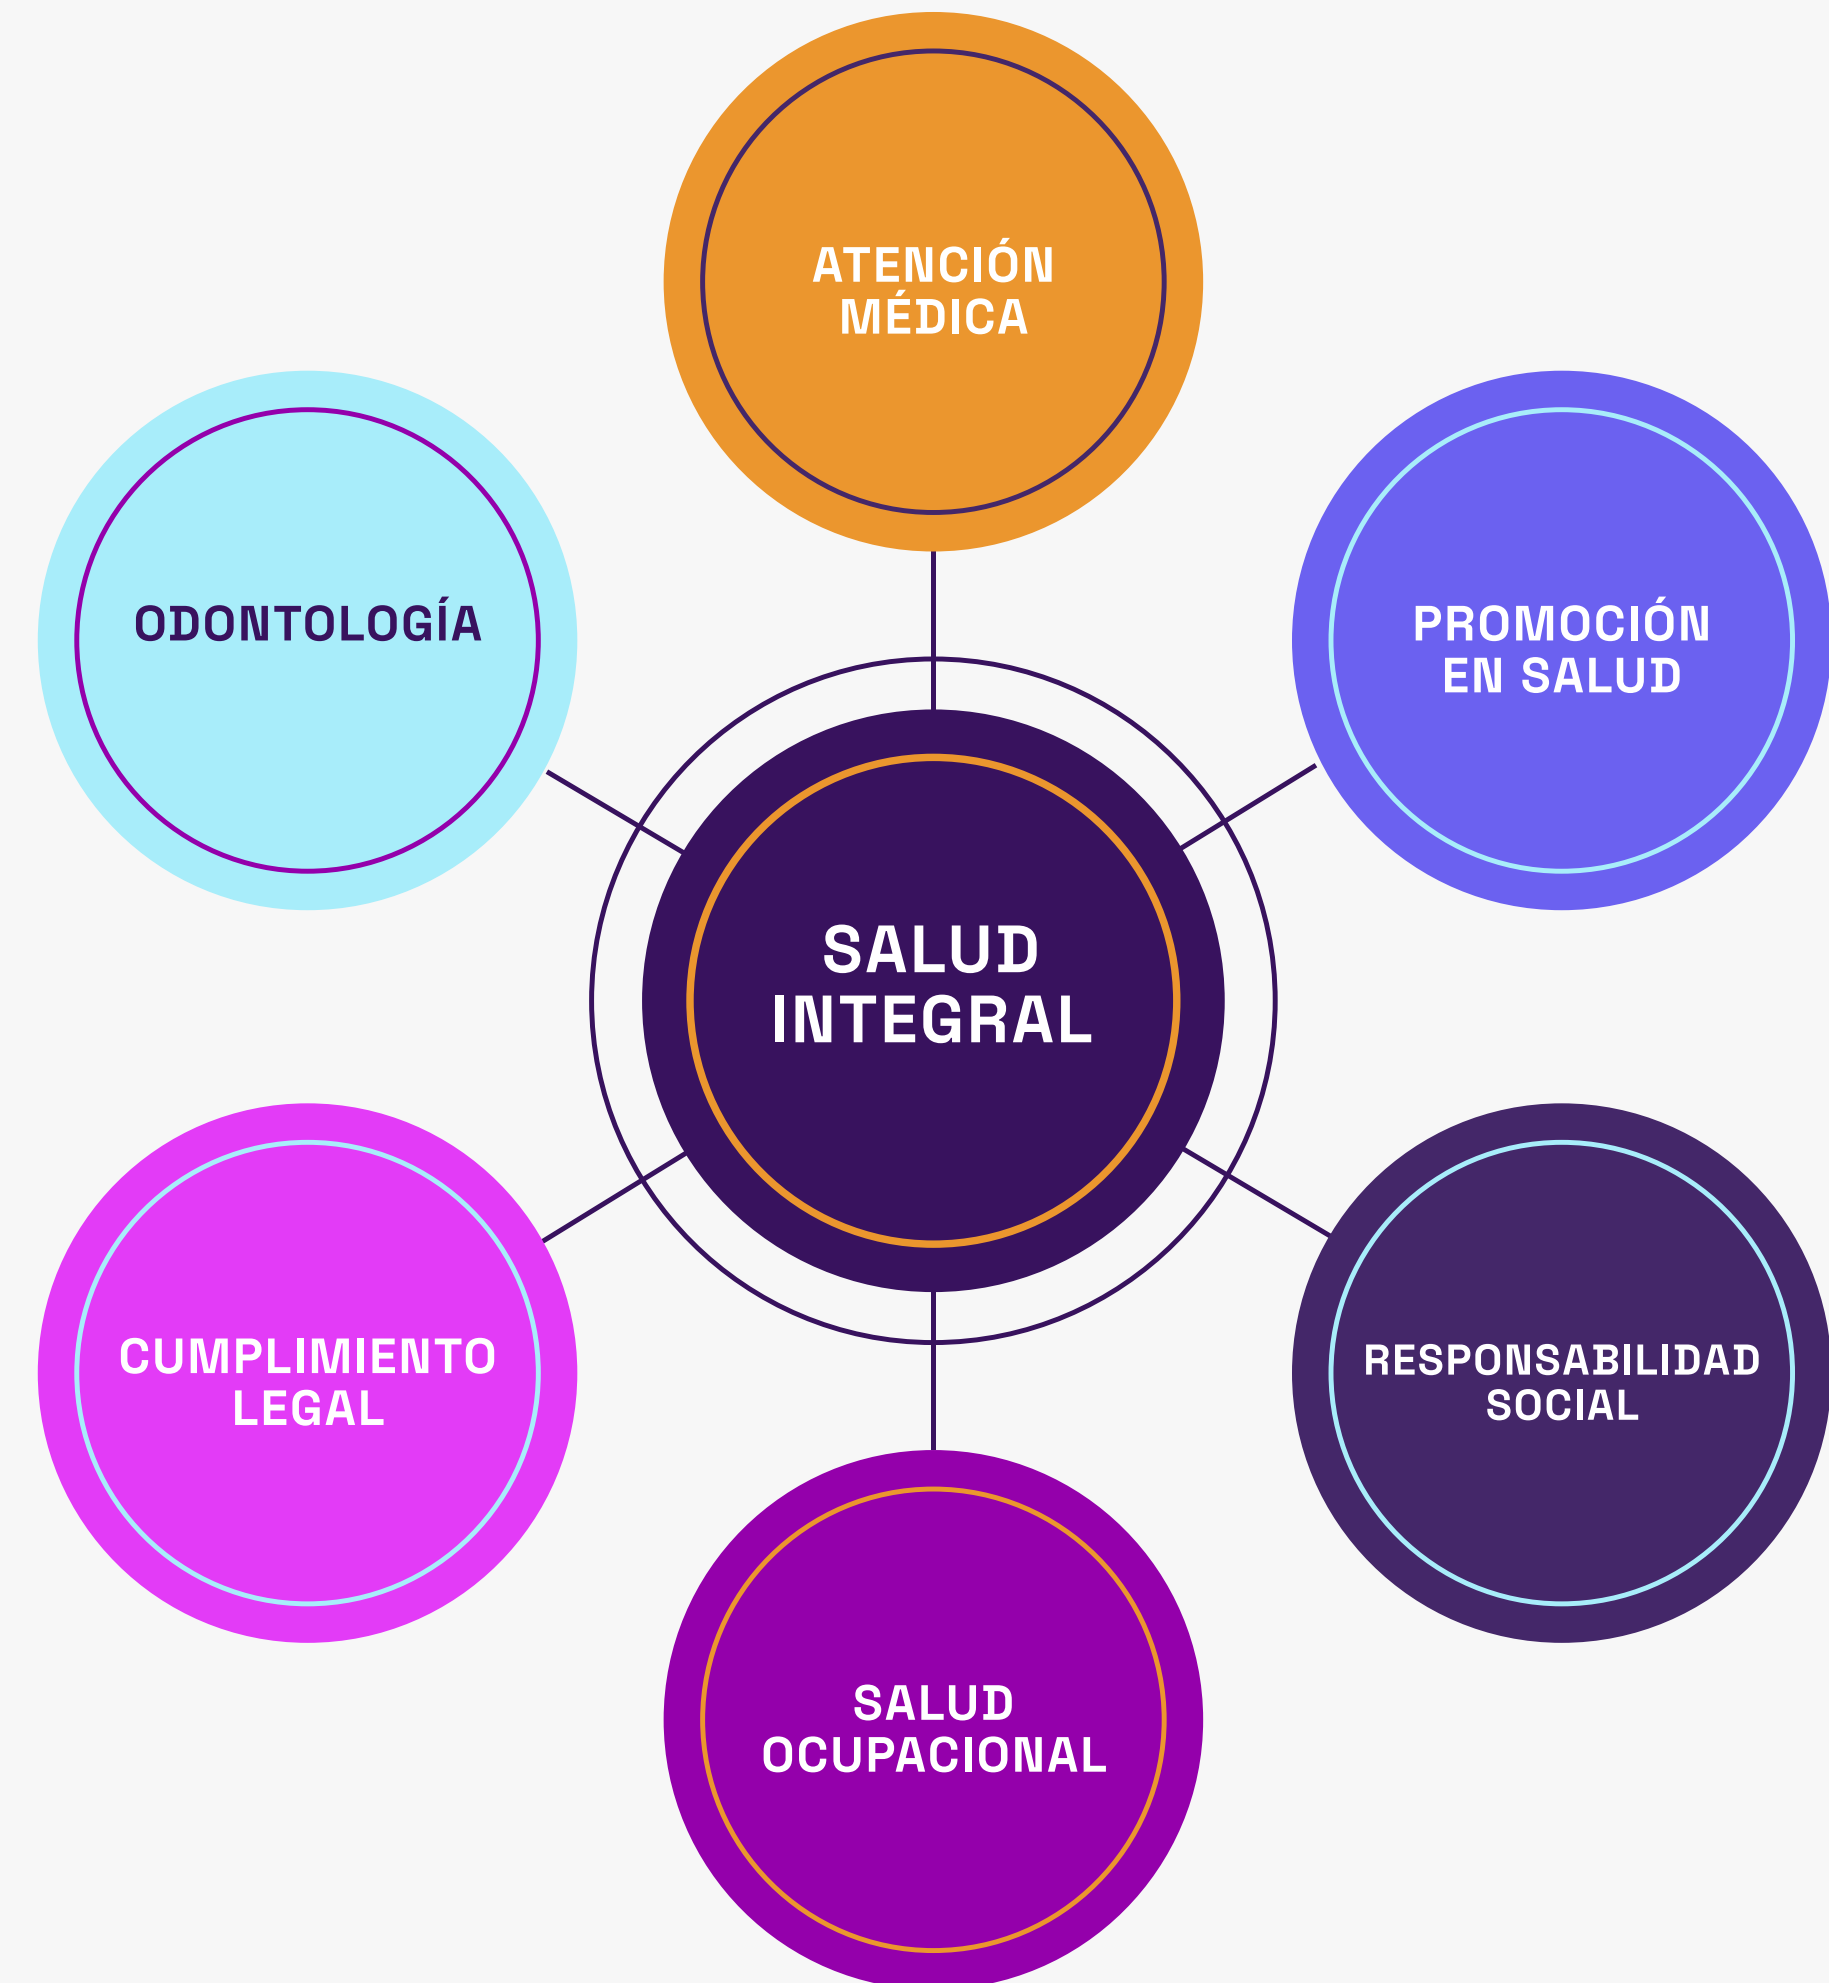 ATENCIÓN
MÉDICA
ODONTOLOGÍA
PROMOCIÓN
EN SALUD
SALUD
INTEGRAL
CUMPLIMIENTO
LEGAL
RESPONSABILIDAD
SOCIAL
SALUD
OCUPACIONAL